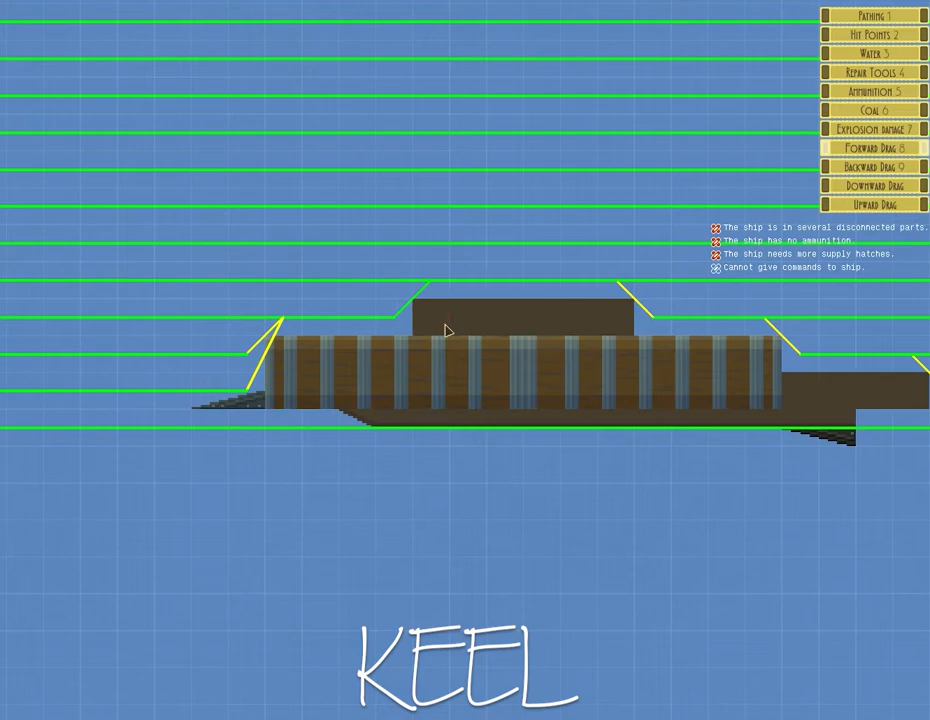 Pathing 1
Hit Points 2
Water 3
Repair Tools 4
Ammunition 5
Coal 6
Explosion damage 7
Forward Drag 8
Backward Drag 9
Downward Drag
Upward Drag
The ship is in several disconnected parts.
The ship has no ammunition.
The ship needs more supply hatches.
Cannot give commands to ship.
KEEL